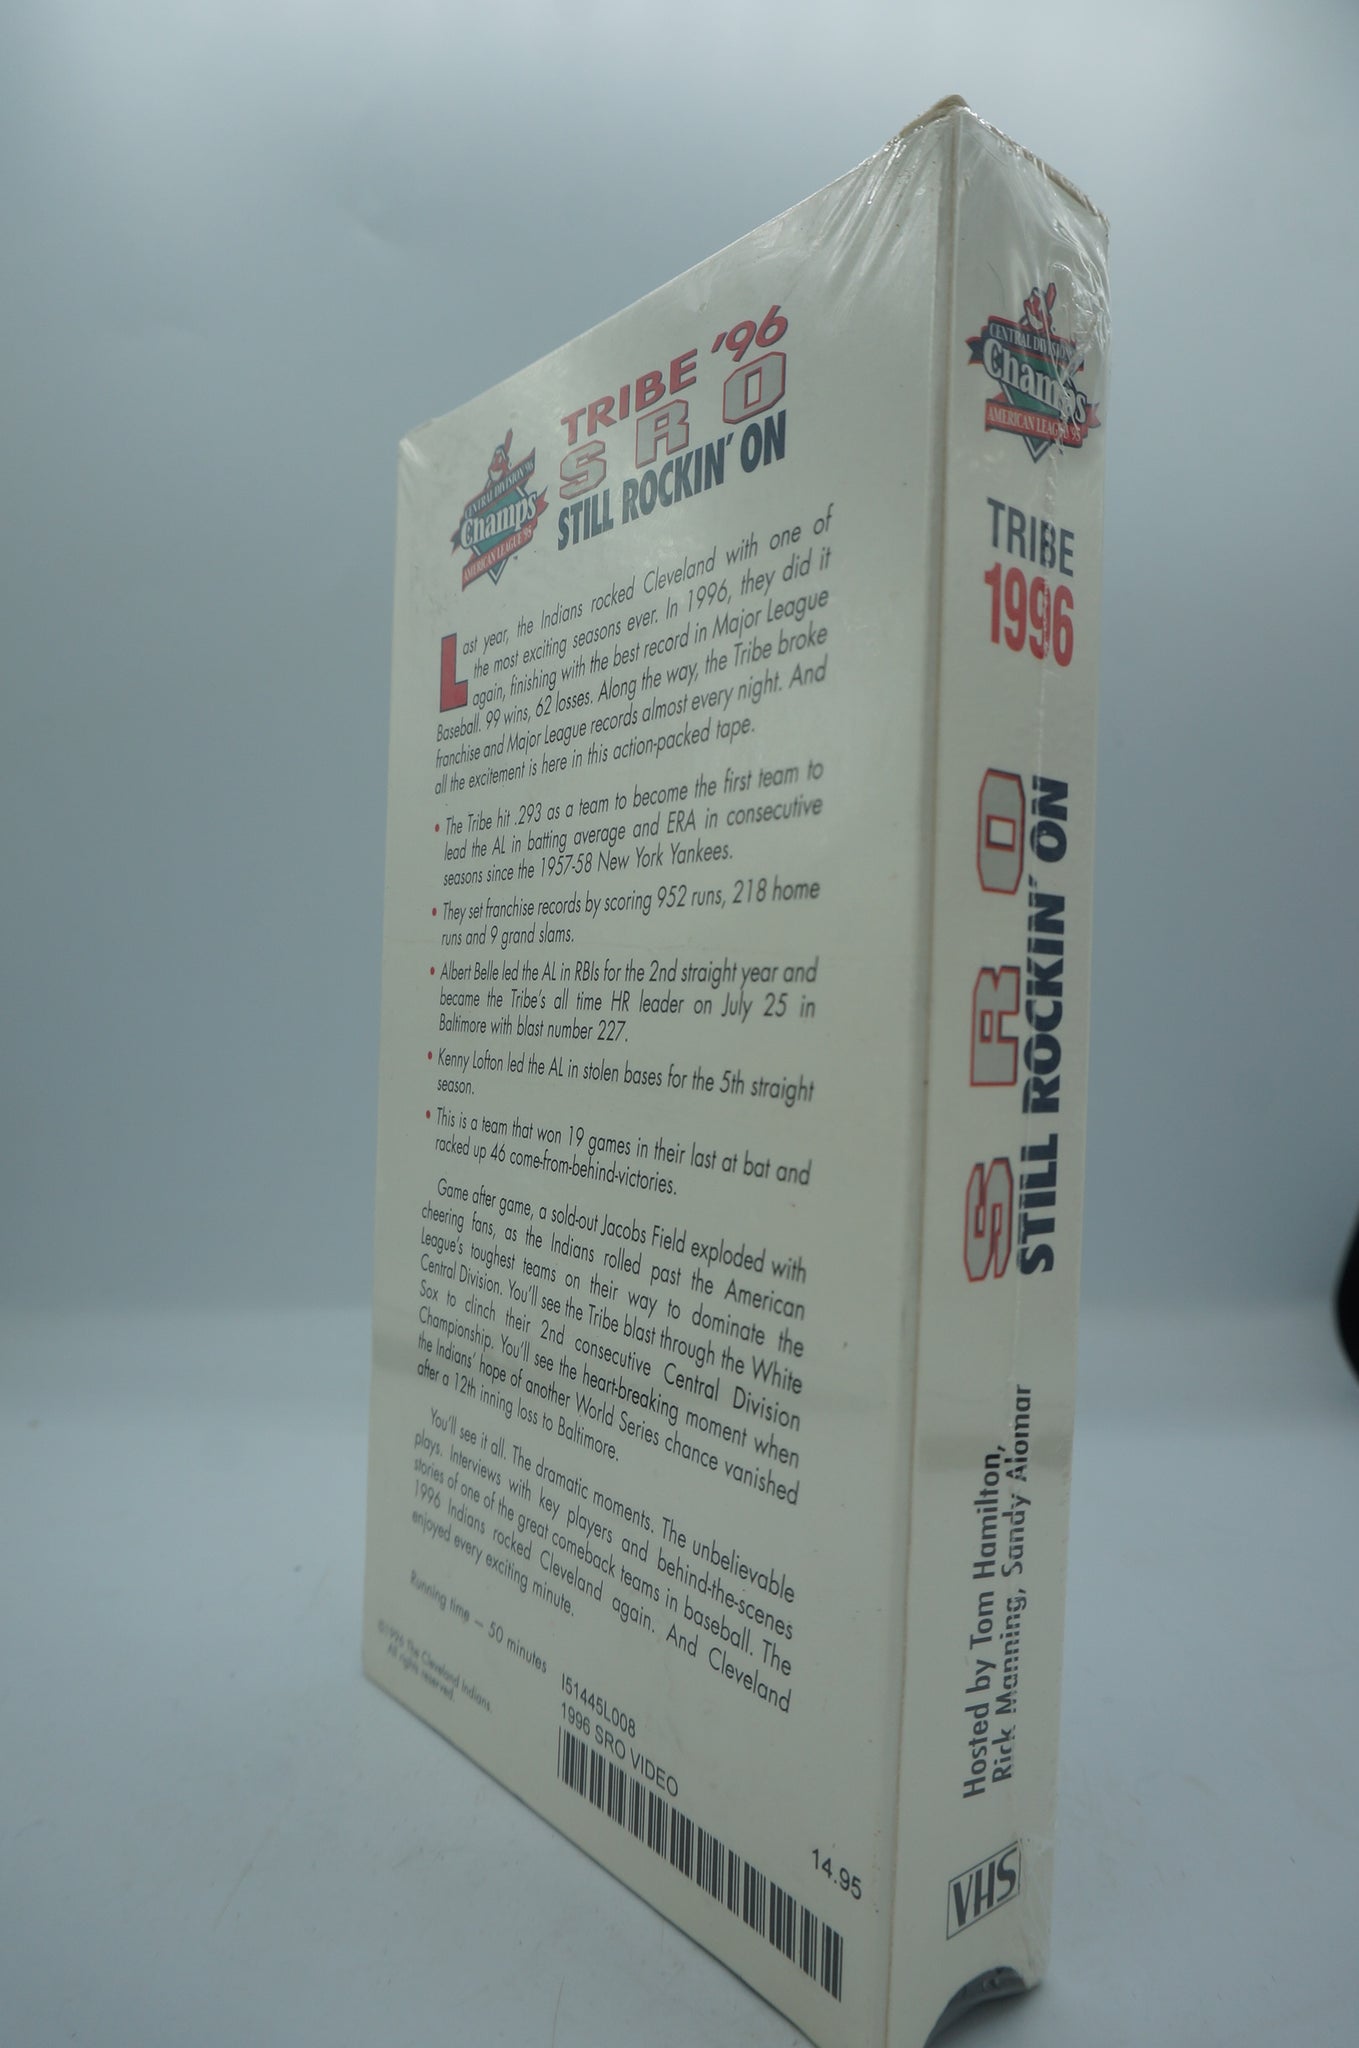 CENTRAL DIVISION '96
Champs
AMERICAN LEAGUE '95
TRIBE '96
S R O
STILL ROCKIN' ON
Last year, the Indians rocked Cleveland with one of
the most exciting seasons ever. In 1996, they did it
again, finishing with the best record in Major League
Baseball. 99 wins, 62 losses. Along the way, the Tribe broke
franchise and Major League records almost every night. And
all the excitement is here in this action-packed tape.
• The Tribe hit .293 as a team to become the first team to
lead the AL in batting average and ERA in consecutive
seasons since the 1957-58 New York Yankees.
• They set franchise records by scoring 952 runs, 218 home
runs and 9 grand slams.
• Albert Belle led the AL in RBIs for the 2nd straight year and
became the Tribe's all time HR leader on July 25 in
Baltimore with blast number 227.
• Kenny Lofton led the AL in stolen bases for the 5th straight
season.
• This is a team that won 19 games in their last at bat and
racked up 46 come-from-behind-victories.
Game after game, a sold-out Jacobs Field exploded with
cheering fans, as the Indians rolled past the American
League's toughest teams on their way to dominate the
Central Division. You'll see the Tribe blast through the White
Sox to clinch their 2nd consecutive Central Division
Championship. You'll see the heart-breaking moment when
the Indians' hope of another World Series chance vanished
after a 12th inning loss to Baltimore.
You'll see it all. The dramatic moments. The unbelievable
plays. Interviews with key players and behind-the-scenes
stories of one of the great comeback teams in baseball. The
1996 Indians rocked Cleveland again. And Cleveland
enjoyed every exciting minute.
Running time — 50 minutes
©1996 The Cleveland Indians.
All rights reserved.
I51445L008
1996 SRO VIDEO
14.95
CENTRAL DIVISION
Champs
AMERICAN LEAGUE '95
TRIBE
1996
S R O
STILL ROCKIN' ON
Hosted by Tom Hamilton,
Rick Manning, Sandy Alomar
VHS